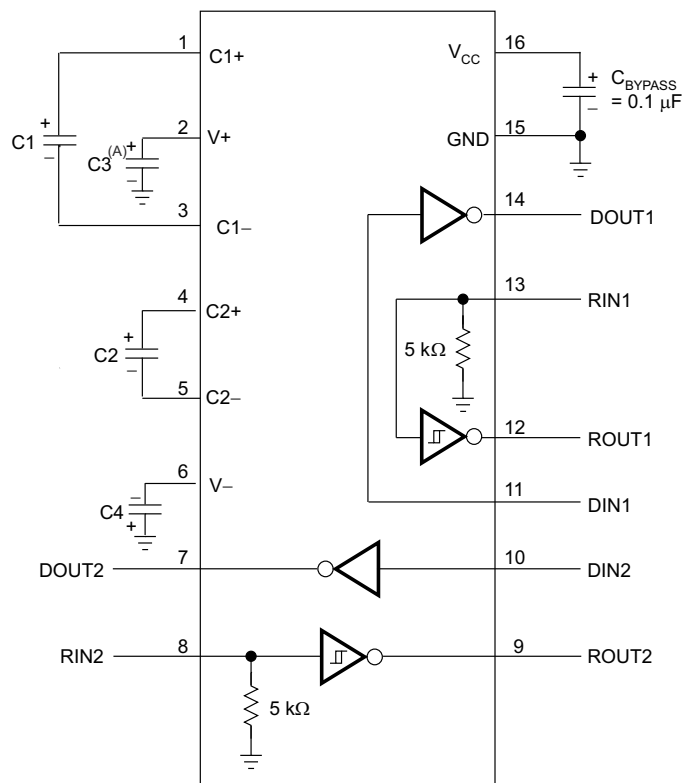 1
C1+
16
V_CC
+
C_BYPASS
= 0.1 μF
−
+
C1
−
2
V+
C3(A)
+
−
15
GND
3
C1−
14
DOUT1
13
RIN1
4
C2+
+
C2
−
5 kΩ
5
C2−
12
ROUT1
6
V−
−
C4
+
11
DIN1
DOUT2
7
10
DIN2
RIN2
8
9
ROUT2
5 kΩ